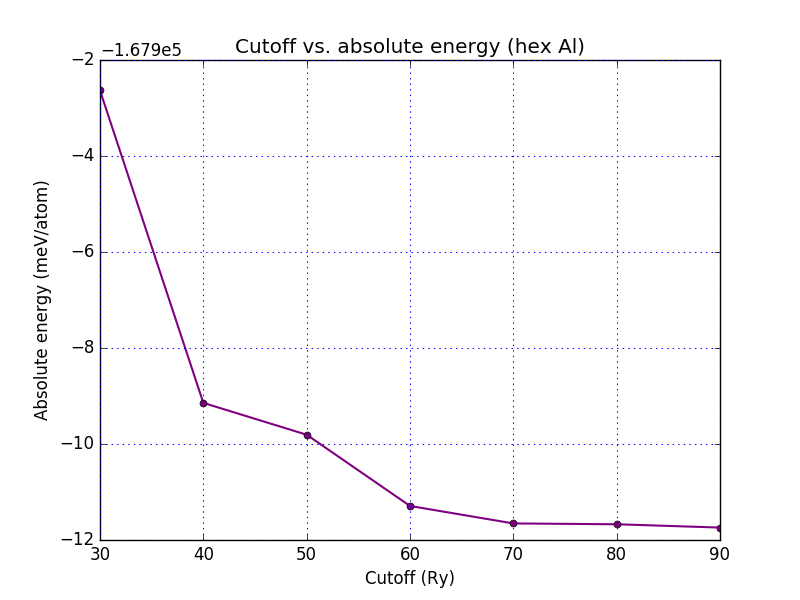 Cutoff vs. absolute energy (hex Al)
−1.679e5
−2
−4
−6
−8
−10
−12
Absolute energy (meV/atom)
30 40 50 60 70 80 90
Cutoff (Ry)